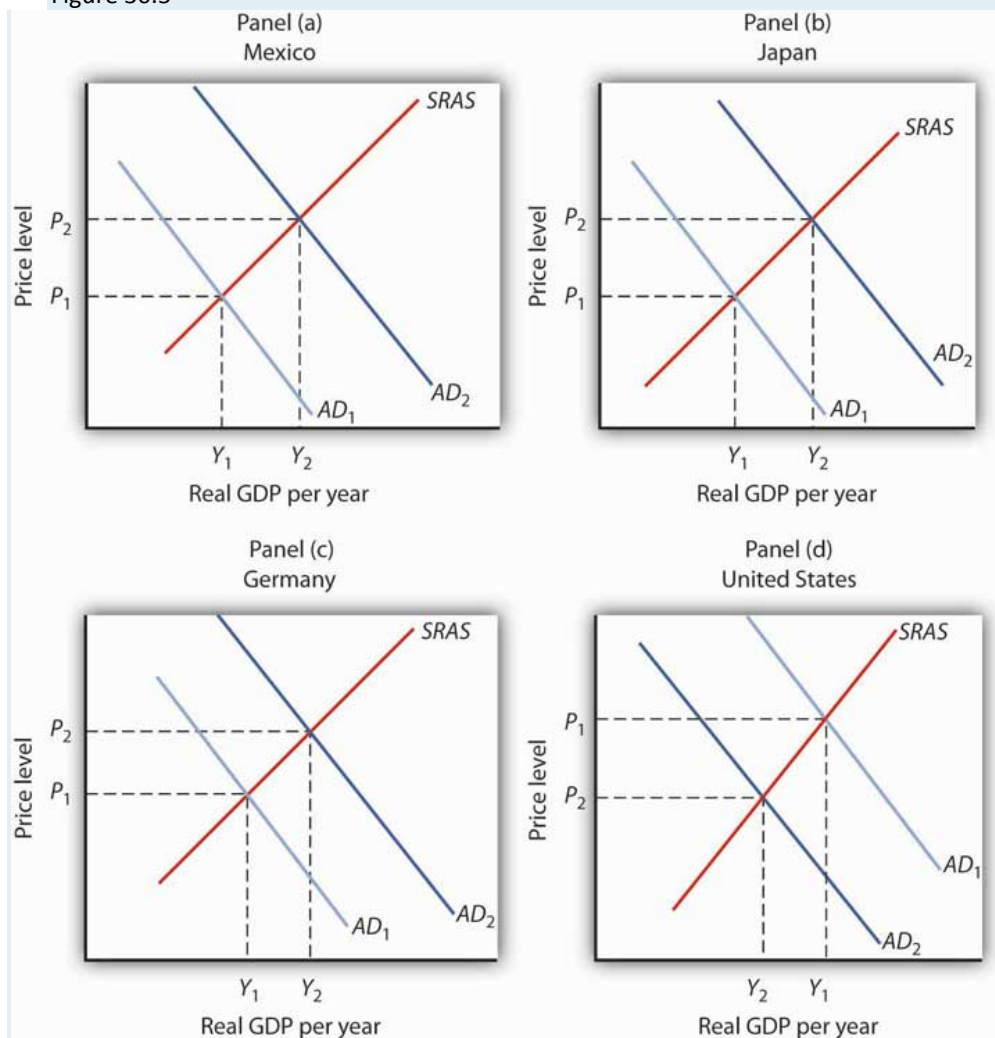 Figure
Panel (a)
Mexico
SRAS
Price level
P2
P1
AD2
AD1
Y1 Y2
Real GDP per year
Panel (b)
Japan
SRAS
Price level
P2
P1
AD2
AD1
Y1 Y2
Real GDP per year
Panel (c)
Germany
SRAS
Price level
P2
P1
AD2
AD1
Y1 Y2
Real GDP per year
Panel (d)
United States
SRAS
Price level
P1
P2
AD1
AD2
Y2 Y1
Real GDP per year